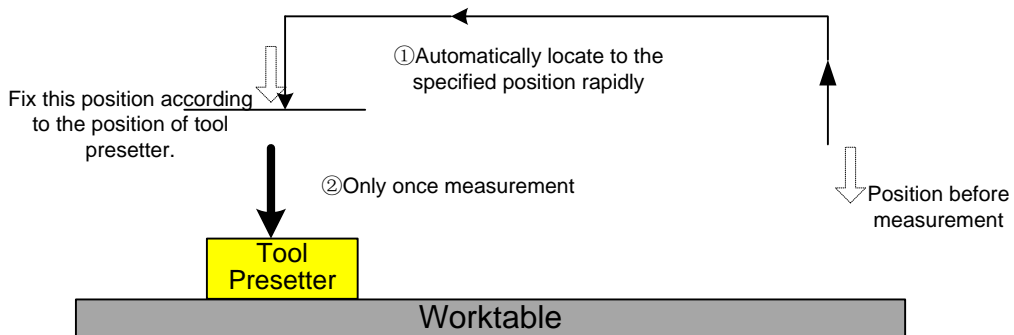 ①Automatically locate to the
specified position rapidly
Fix this position according
to the position of tool
presetter.
②Only once measurement
Position before
measurement
Tool
Presetter
Worktable